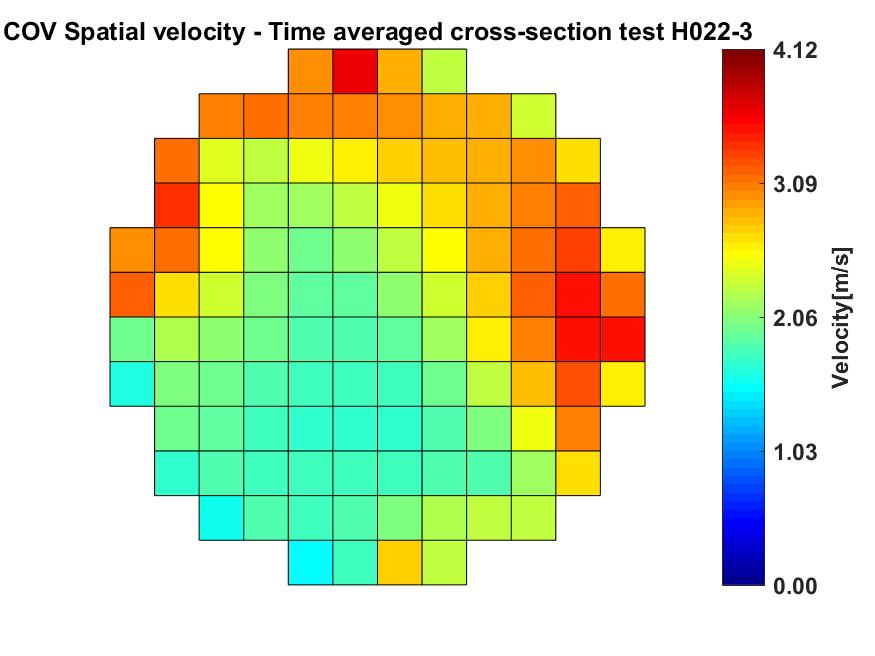 COV Spatial velocity - Time averaged cross-section test H022-3
4.12
3.09
2.06
1.03
0.00
Velocity[m/s]